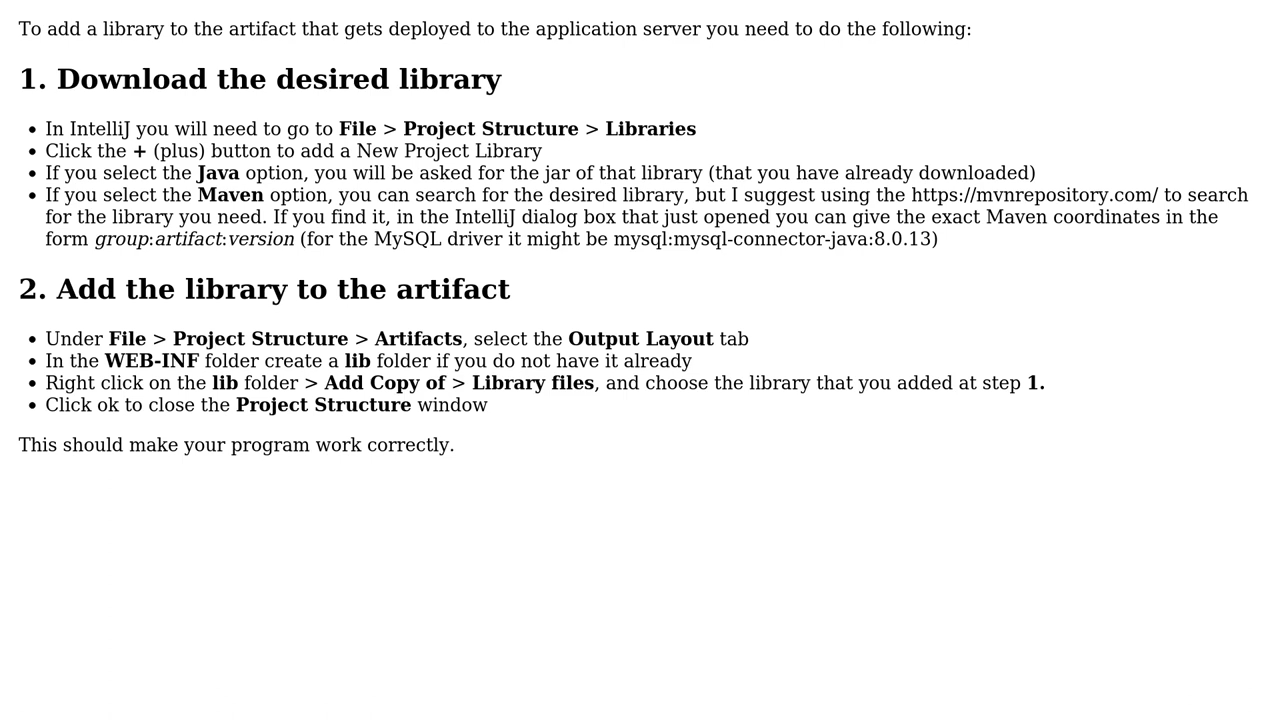 To add a library to the artifact that gets deployed to the application server you need to do the following:
1. Download the desired library
• In IntelliJ you will need to go to File > Project Structure > Libraries
• Click the + (plus) button to add a New Project Library
• If you select the Java option, you will be asked for the jar of that library (that you have already downloaded)
• If you select the Maven option, you can search for the desired library, but I suggest using the https://mvnrepository.com/ to search
for the library you need. If you find it, in the IntelliJ dialog box that just opened you can give the exact Maven coordinates in the
form group:artifact:version (for the MySQL driver it might be mysql:mysql-connector-java:8.0.13)
2. Add the library to the artifact
• Under File > Project Structure > Artifacts, select the Output Layout tab
• In the WEB-INF folder create a lib folder if you do not have it already
• Right click on the lib folder > Add Copy of > Library files, and choose the library that you added at step 1.
• Click ok to close the Project Structure window
This should make your program work correctly.